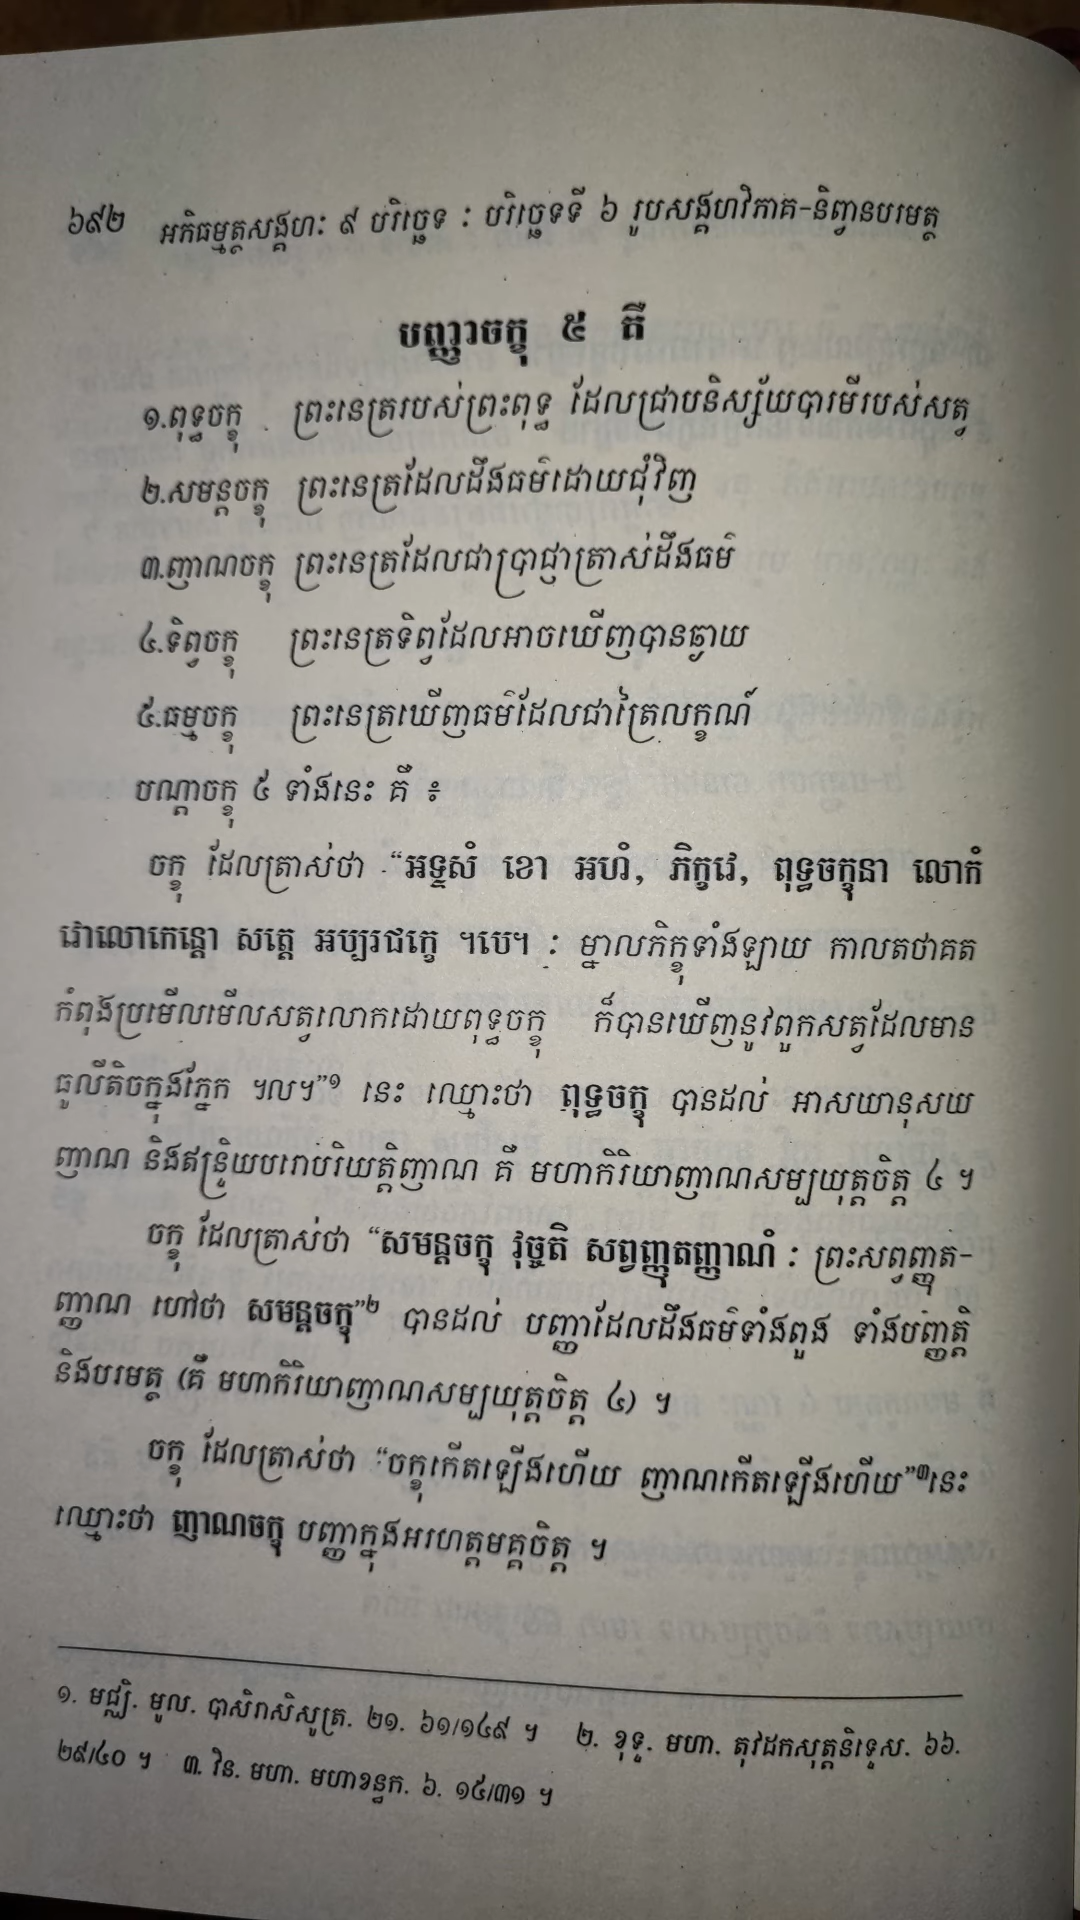 ៦៩២ អភិធម្មត្ថសង្គហៈ ៩ បរិច្ឆេទ : បរិច្ឆេទទី ៦ រូបសង្គហវិភាគ-និព្វានបរមត្ថ
បញ្ញាចក្ខុ ៥ គឺ
១.ពុទ្ធចក្ខុ ព្រះនេត្ររបស់ព្រះពុទ្ធ ដែលជ្រាបនិស្ស័យបារមីរបស់សត្វ
២.សមន្តចក្ខុ ព្រះនេត្រដែលដឹងធម៌ដោយជុំវិញ
៣.ញាណចក្ខុ ព្រះនេត្រដែលជាប្រាជ្ញាត្រាស់ដឹងធម៌
៤.ទិព្វចក្ខុ ព្រះនេត្រទិព្វដែលអាចឃើញបានឆ្ងាយ
៥.ធម្មចក្ខុ ព្រះនេត្រឃើញធម៌ដែលជាត្រៃលក្ខណ៍
បណ្តាចក្ខុ ៥ ទាំងនេះ គឺ ៖
ចក្ខុ ដែលត្រាស់ថា “អទ្ទសំ ខោ អហំ, ភិក្ខវេ, ពុទ្ធចក្ខុនា លោកំ
វោលោកេន្តោ សត្តេ អប្បរជក្ខេ ។បេ។ : ម្នាលភិក្ខុទាំងឡាយ កាលតថាគត
កំពុងប្រមើលមើលសត្វលោកដោយពុទ្ធចក្ខុ ក៏បានឃើញនូវពួកសត្វដែលមាន
ធូលីតិចក្នុងភ្នែក ។ល។”១ នេះ ឈ្មោះថា ពុទ្ធចក្ខុ បានដល់ អាសយានុសយ
ញាណ និងឥន្ទ្រិយបរោបរិយត្តិញាណ គឺ មហាកិរិយាញាណសម្បយុត្តចិត្ត ៤ ។
ចក្ខុ ដែលត្រាស់ថា “សមន្តចក្ខុ វុច្ចតិ សព្វញ្ញុតញ្ញាណំ : ព្រះសព្វញ្ញុត-
ញ្ញាណ ហៅថា សមន្តចក្ខុ”២ បានដល់ បញ្ញាដែលដឹងធម៌ទាំងពួង ទាំងបញ្ញត្តិ
និងបរមត្ថ (គឺ មហាកិរិយាញាណសម្បយុត្តចិត្ត ៤) ។
ចក្ខុ ដែលត្រាស់ថា “ចក្ខុកើតឡើងហើយ ញាណកើតឡើងហើយ”៣នេះ
ឈ្មោះថា ញាណចក្ខុ បញ្ញាក្នុងអរហត្តមគ្គចិត្ត ។
១. មជ្ឈិ. មូល. បាសិរាសិសូត្រ. ២១. ៦១/១៤៩ ។ ២. ខុទ្ទ. មហា. តុវដកសុត្តនិទ្ទេស. ៦៦.
២៩/៤០ ។ ៣. វិន. មហា. មហាខន្ធក. ៦. ១៥/៣១ ។